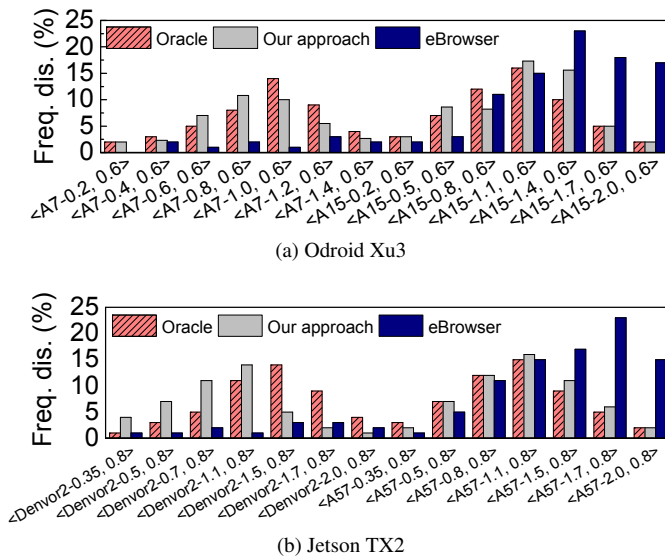 Freq. dis. (%)
25
20
15
10
5
0
Oracle
Our approach
eBrowser
<A7-0.2, 0.6>
<A7-0.4, 0.6>
<A7-0.6, 0.6>
<A7-0.8, 0.6>
<A7-1.0, 0.6>
<A7-1.2, 0.6>
<A7-1.4, 0.6>
<A15-0.2, 0.6>
<A15-0.5, 0.6>
<A15-0.8, 0.6>
<A15-1.1, 0.6>
<A15-1.4, 0.6>
<A15-1.7, 0.6>
<A15-2.0, 0.6>
(a) Odroid Xu3
Freq. dis. (%)
25
20
15
10
5
0
Oracle
Our approach
eBrowser
<Denvor2-0.35, 0.8>
<Denvor2-0.5, 0.8>
<Denvor2-0.7, 0.8>
<Denvor2-1.1, 0.8>
<Denvor2-1.5, 0.8>
<Denvor2-1.7, 0.8>
<Denvor2-2.0, 0.8>
<A57-0.35, 0.8>
<A57-0.5, 0.8>
<A57-0.8, 0.8>
<A57-1.1, 0.8>
<A57-1.5, 0.8>
<A57-1.7, 0.8>
<A57-2.0, 0.8>
(b) Jetson TX2